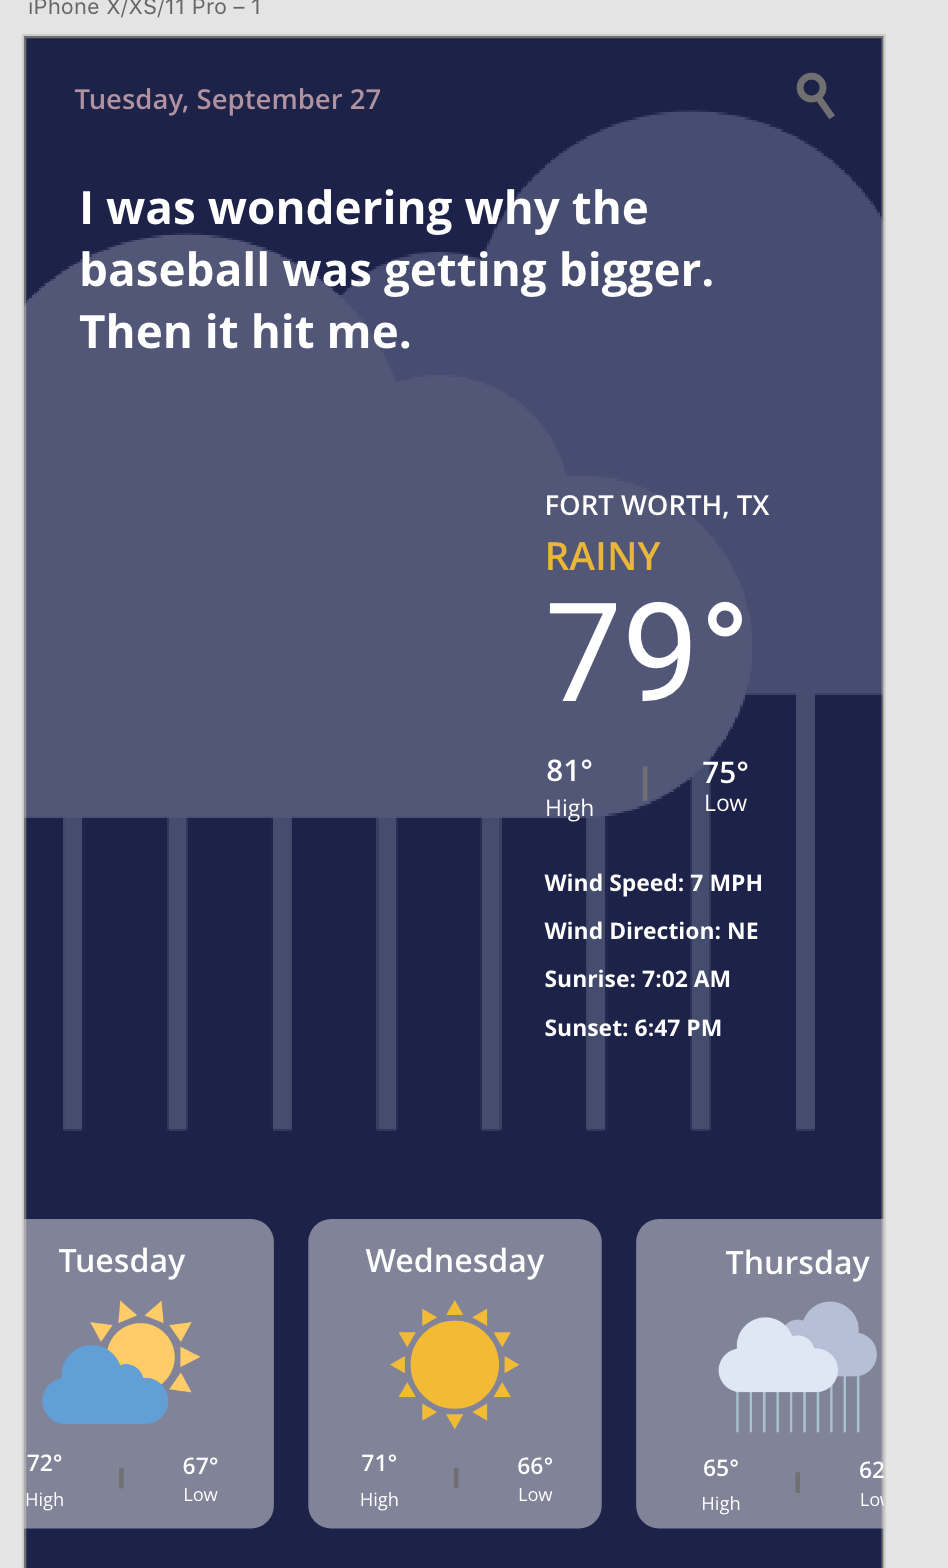 iPhone X/XS/11 Pro – 1
Tuesday, September 27
I was wondering why the
baseball was getting bigger.
Then it hit me.
FORT WORTH, TX
RAINY
79°
81° 75°
High Low
Wind Speed: 7 MPH
Wind Direction: NE
Sunrise: 7:02 AM
Sunset: 6:47 PM
Tuesday
72° 67°
High Low
Wednesday
71° 66°
High Low
Thursday
65° 62
High Lo